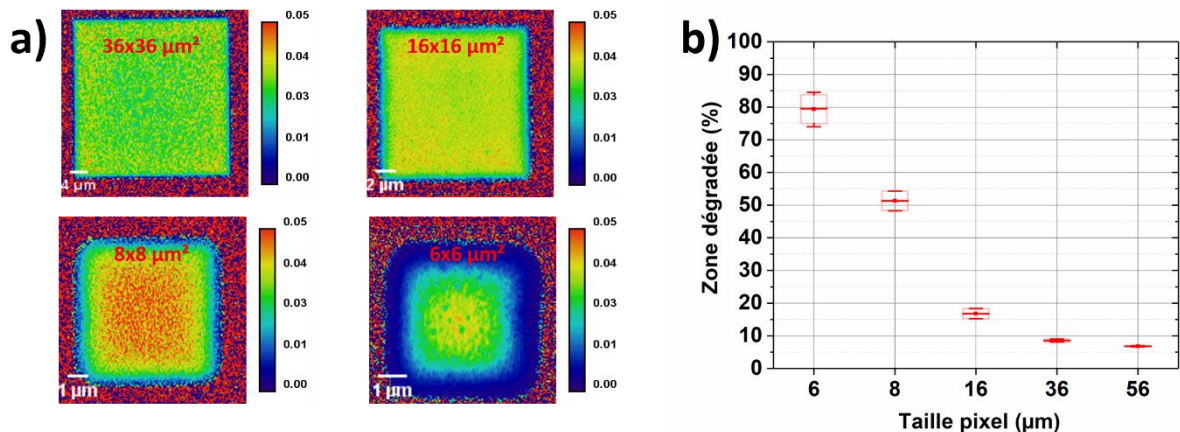 a)
36x36 µm²
0.05
0.04
0.03
0.01
0.00
4 µm
16x16 µm²
0.05
0.04
0.03
0.01
0.00
2 µm
8x8 µm²
0.05
0.04
0.03
0.01
0.00
1 µm
6x6 µm²
0.05
0.04
0.03
0.01
0.00
1 µm
b)
Zone dégradée (%)
100
90
80
70
60
50
40
30
20
10
0
6 8 16 36 56
Taille pixel (µm)